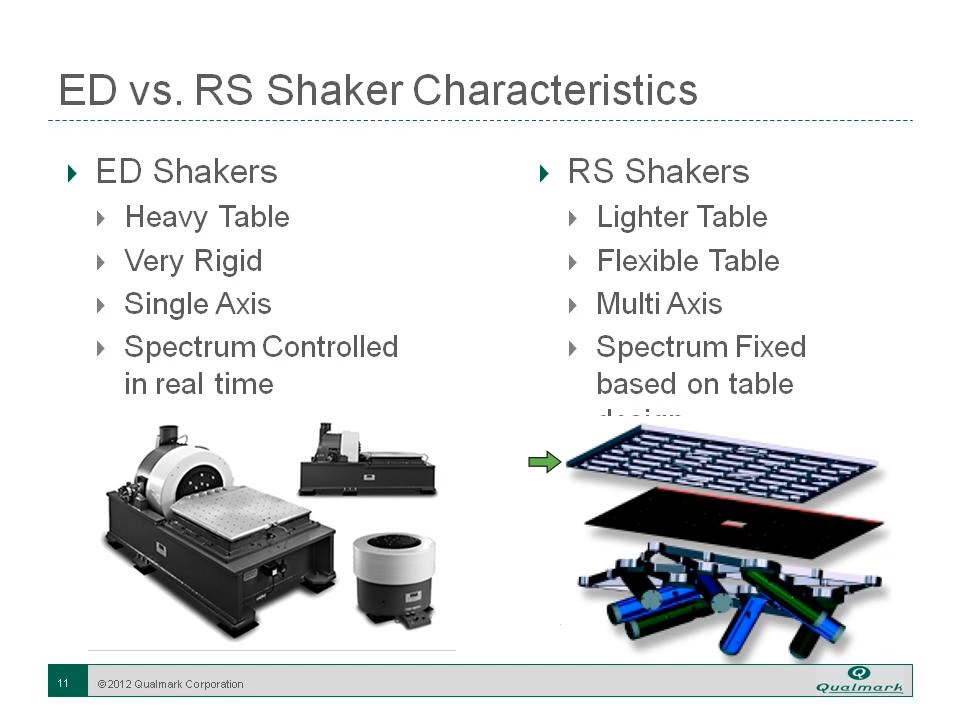 ED vs. RS Shaker Characteristics
ED Shakers
Heavy Table
Very Rigid
Single Axis
Spectrum Controlled
in real time
RS Shakers
Lighter Table
Flexible Table
Multi Axis
Spectrum Fixed
based on table
design
11
© 2012 Qualmark Corporation
Qualmark